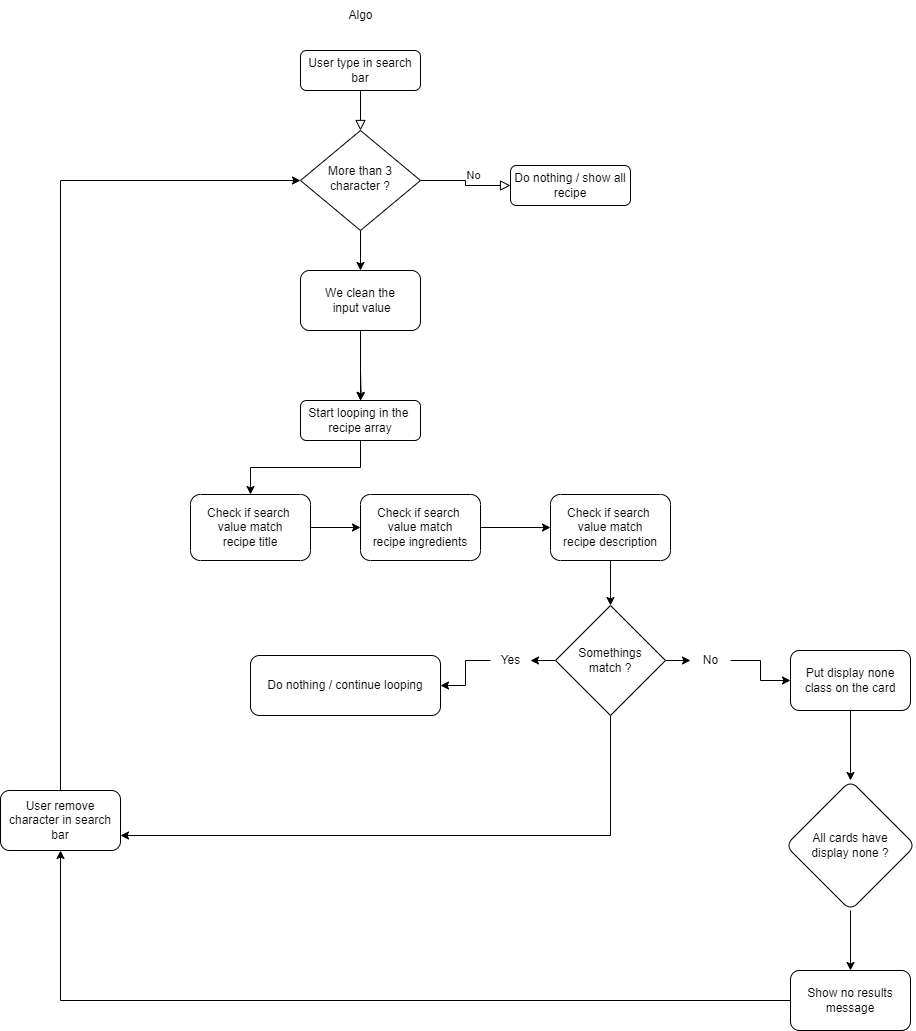 Algo
User type in search
bar
More than 3
character ?
No
Do nothing / show all
recipe
We clean the
input value
Start looping in the
recipe array
Check if search
value match
recipe title
Check if search
value match
recipe ingredients
Check if search
value match
recipe description
Somethings
match ?
Yes
No
Do nothing / continue looping
Put display none
class on the card
User remove
character in search
bar
All cards have
display none ?
Show no results
message